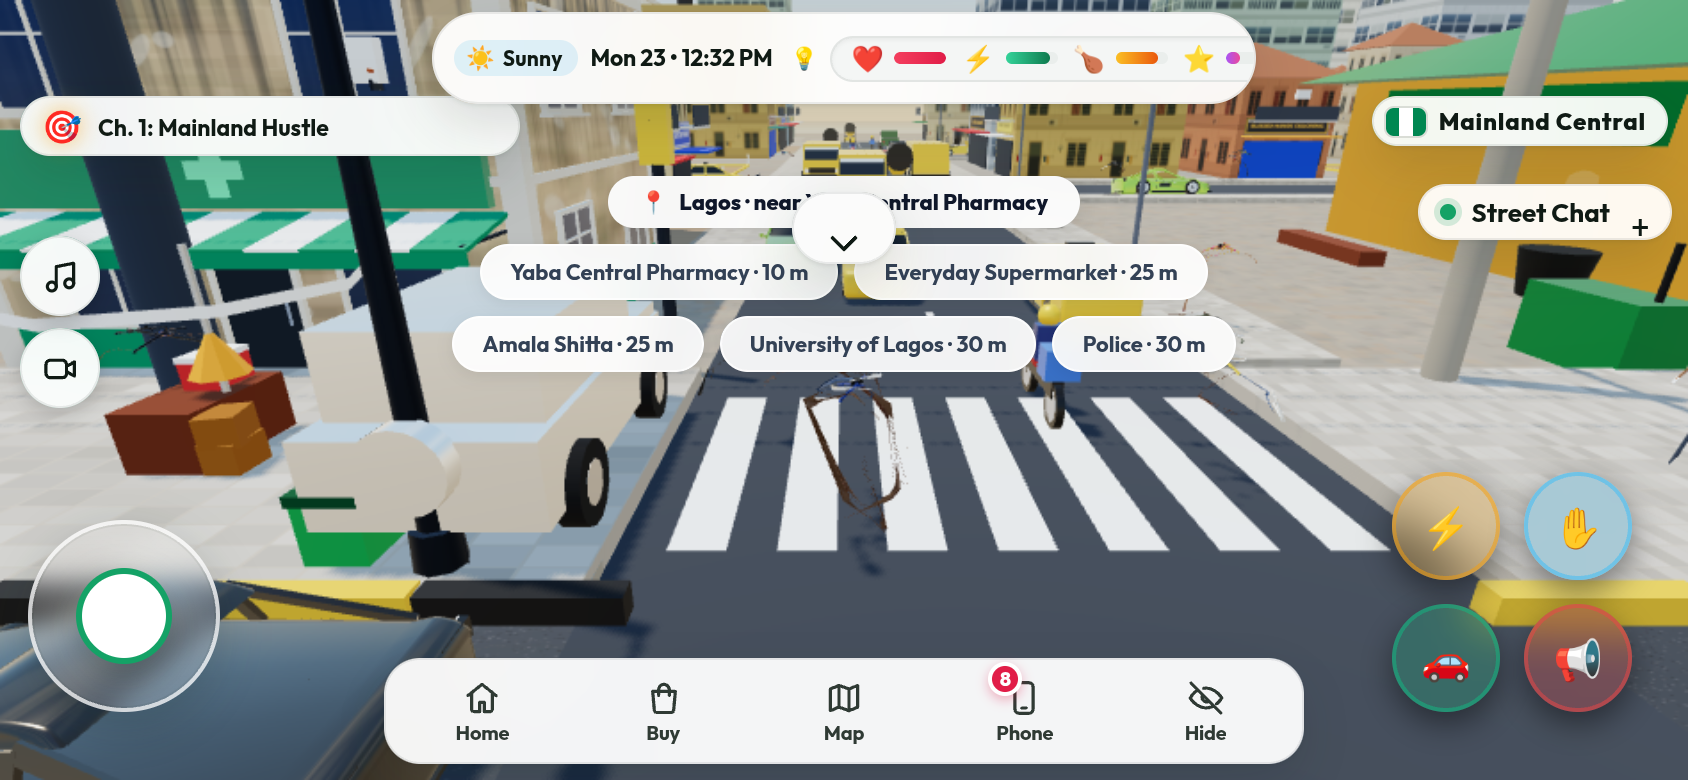 Sunny Mon 23 • 12:32 PM
Ch. 1: Mainland Hustle
Mainland Central
Lagos · near entral Pharmacy
Street Chat +
Yaba Central Pharmacy · 10 m
Everyday Supermarket · 25 m
Amala Shitta · 25 m
University of Lagos · 30 m
Police · 30 m
8
Home
Buy
Map
Phone
Hide